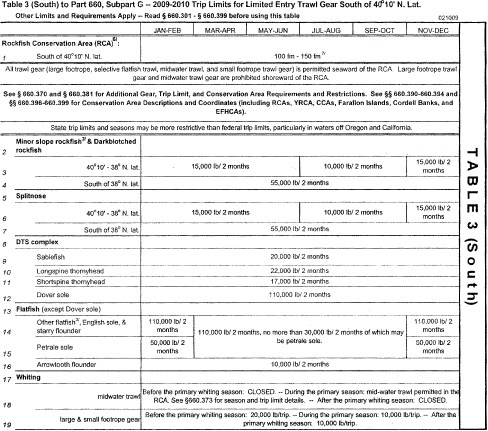 Table 3 (South) to Part 660, Subpart G -- 2009-2010 Trip Limits for Limited Entry Trawl Gear South of 40°10' N. Lat.
Other Limits and Requirements Apply -- Read § 660.301 - § 660.399 before using this table
021009
JAN-FEB MAR-APR MAY-JUN JUL-AUG SEP-OCT NOV-DEC
Rockfish Conservation Area (RCA)6/:
1 South of 40°10' N. lat. 100 fm - 150 fm 7/
All trawl gear (large footrope, selective flatfish trawl, midwater trawl, and small footrope trawl gear) is permitted seaward of the RCA. Large footrope trawl
gear and midwater trawl gear are prohibited shoreward of the RCA.
See § 660.370 and § 660.381 for Additional Gear, Trip Limit, and Conservation Area Requirements and Restrictions. See §§ 660.390-660.394 and
§§ 660.396-660.399 for Conservation Area Descriptions and Coordinates (including RCAs, YRCA, CCAs, Farallon Islands, Cordell Banks, and
EFHCAs).
State trip limits and seasons may be more restrictive than federal trip limits, particularly in waters off Oregon and California.
2 Minor slope rockfish2/ & Darkblotched
rockfish
3 40°10' - 38° N. lat. 15,000 lb/ 2 months 10,000 lb/ 2 months 15,000 lb/ 2
months
4 South of 38° N. lat. 55,000 lb/ 2 months
5 Splitnose
6 40°10' - 38° N. lat. 15,000 lb/ 2 months 10,000 lb/ 2 months 15,000 lb/ 2
months
7 South of 38° N. lat. 55,000 lb/ 2 months
8 DTS complex
9 Sablefish 20,000 lb/ 2 months
10 Longspine thornyhead 22,000 lb/ 2 months
11 Shortspine thornyhead 17,000 lb/ 2 months
12 Dover sole 110,000 lb/ 2 months
13 Flatfish (except Dover sole)
14 Other flatfish3/, English sole, &
starry flounder 110,000 lb/ 2
months 110,000 lb/ 2 months, no more than 30,000 lb/ 2 months of which may
be petrale sole. 110,000 lb/ 2
months
15 Petrale sole 50,000 lb/ 2
months 50,000 lb/ 2
months
16 Arrowtooth flounder 10,000 lb/ 2 months
17 Whiting
18 midwater trawl Before the primary whiting season: CLOSED. -- During the primary season: mid-water trawl permitted in the
RCA. See §660.373 for season and trip limit details. -- After the primary whiting season: CLOSED.
19 large & small footrope gear Before the primary whiting season: 20,000 lb/trip. -- During the primary season: 10,000 lb/trip. -- After the
primary whiting season: 10,000 lb/trip.
TABLE 3 (South)